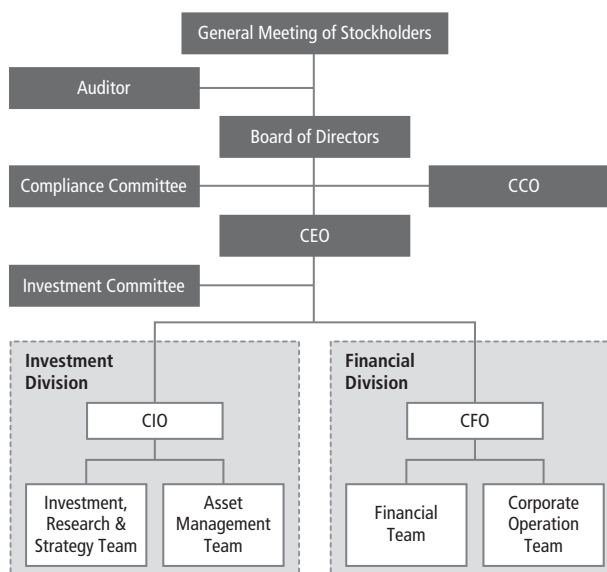 General Meeting of Stockholders
Auditor
Board of Directors
Compliance Committee
CCO
CEO
Investment Committee
Investment
Division
CIO
Investment,
Research &
Strategy Team
Asset
Management
Team
Financial
Division
CFO
Financial
Team
Corporate
Operation
Team